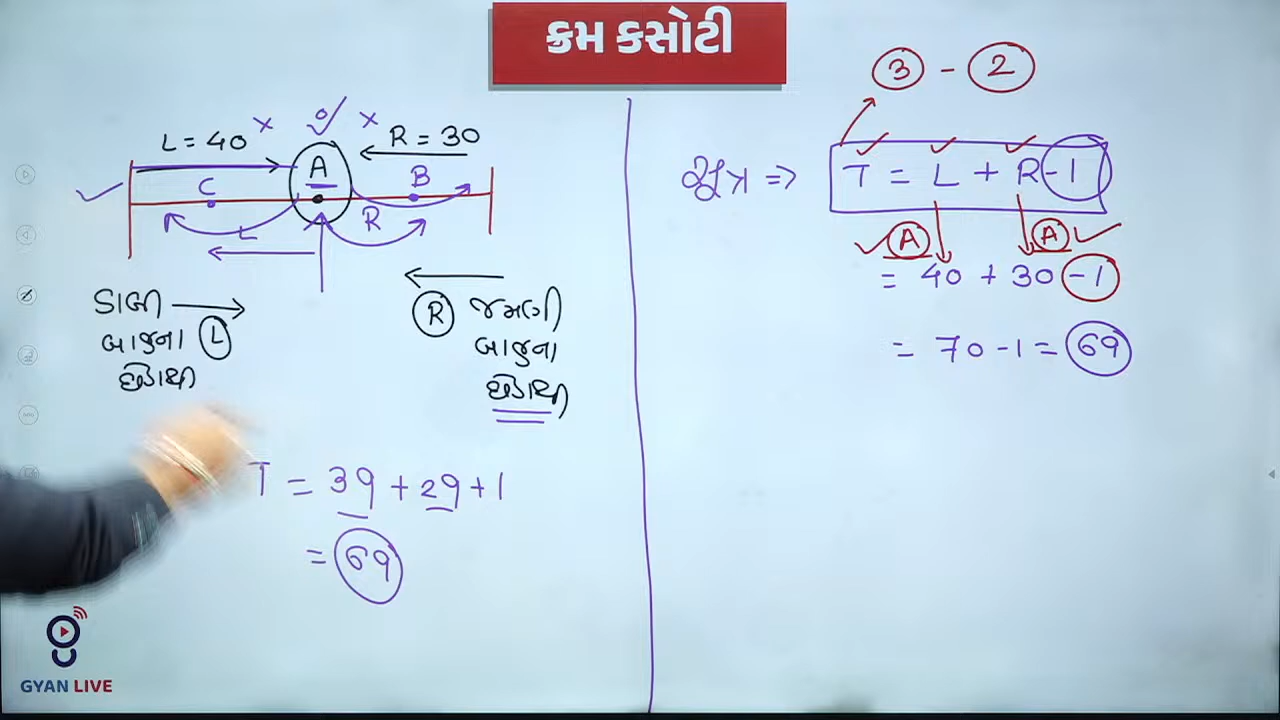 ક્રમ કસોટી
L = 40 × ° × R = 30
A
C B
L R
ડાબી
બાજુના L
છેડાથી
R જમણી
બાજુના
છેડાથી
T = 39 + 29 + 1
= 69
3 - 2
સૂત્ર ⇒ T = L + R - 1
A A
= 40 + 30 - 1
= 70 - 1 = 69
GYAN LIVE